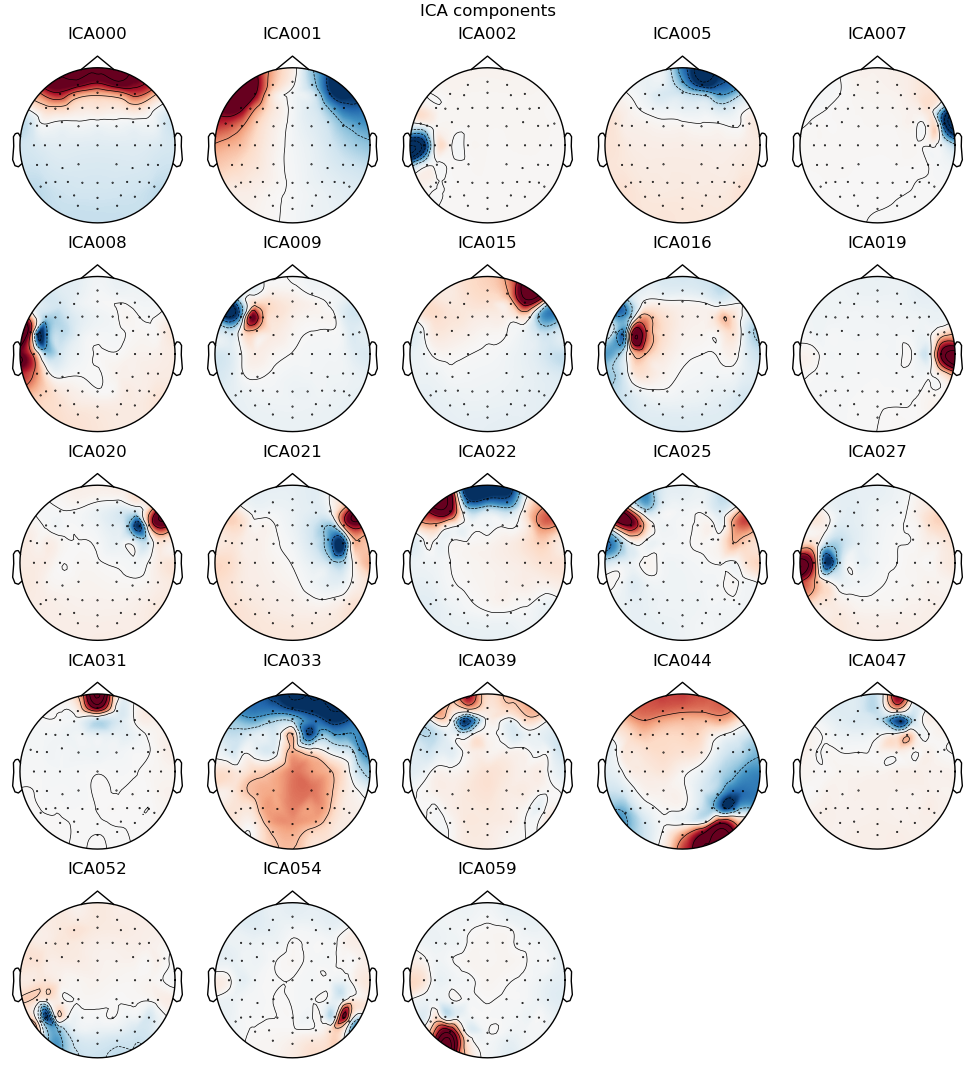 ICA components
ICA000 ICA001 ICA002 ICA005 ICA007
ICA008 ICA009 ICA015 ICA016 ICA019
ICA020 ICA021 ICA022 ICA025 ICA027
ICA031 ICA033 ICA039 ICA044 ICA047
ICA052 ICA054 ICA059